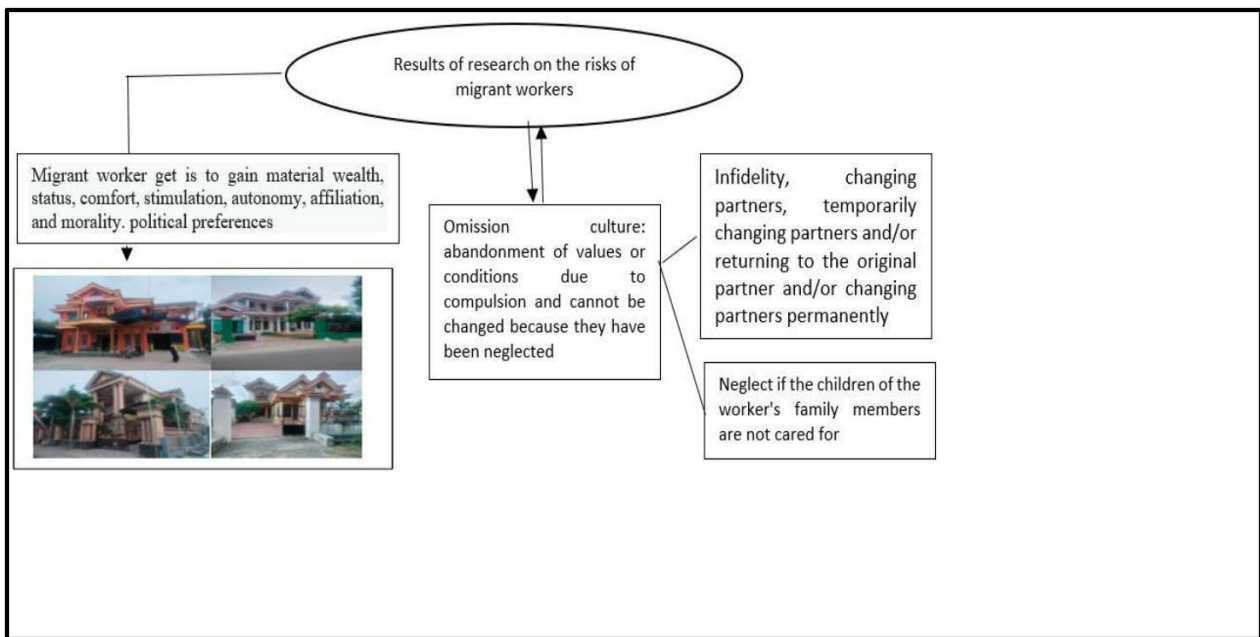 Results of research on the risks of
migrant workers
Migrant worker get is to gain material wealth,
status, comfort, stimulation, autonomy, affiliation,
and morality. political preferences
Omission culture:
abandonment of values or
conditions due to
compulsion and cannot be
changed because they have
been neglected
Infidelity, changing
partners, temporarily
changing partners and/or
returning to the original
partner and/or changing
partners permanently
Neglect if the children of the
worker's family members
are not cared for